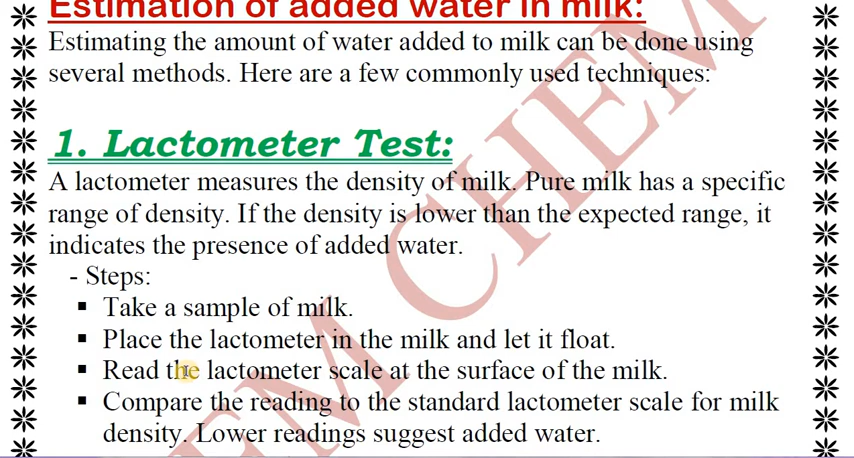 Estimation of added water in milk:
Estimating the amount of water added to milk can be done using
several methods. Here are a few commonly used techniques:
1. Lactometer Test:
A lactometer measures the density of milk. Pure milk has a specific
range of density. If the density is lower than the expected range, it
indicates the presence of added water.
- Steps:
▪ Take a sample of milk.
▪ Place the lactometer in the milk and let it float.
▪ Read the lactometer scale at the surface of the milk.
▪ Compare the reading to the standard lactometer scale for milk
density. Lower readings suggest added water.
EM CHEM